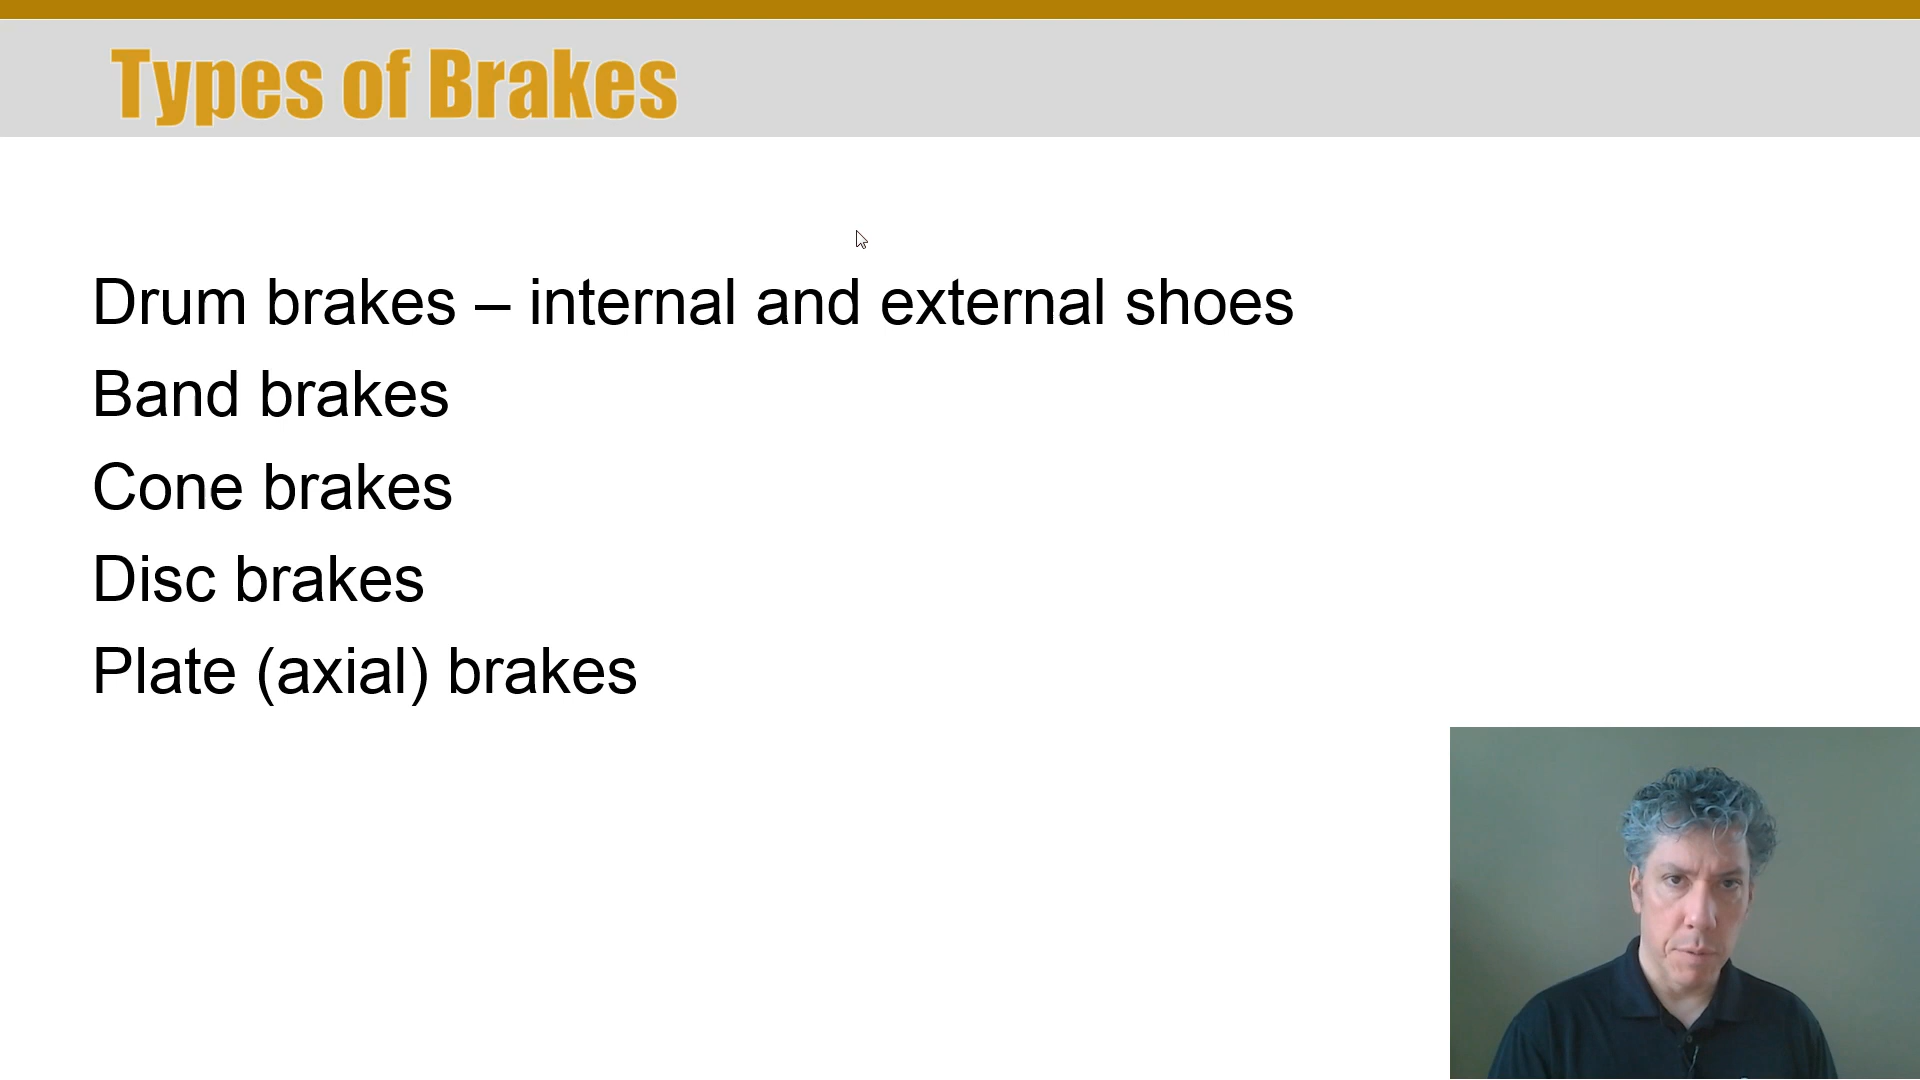 Types of Brakes
Drum brakes – internal and external shoes
Band brakes
Cone brakes
Disc brakes
Plate (axial) brakes